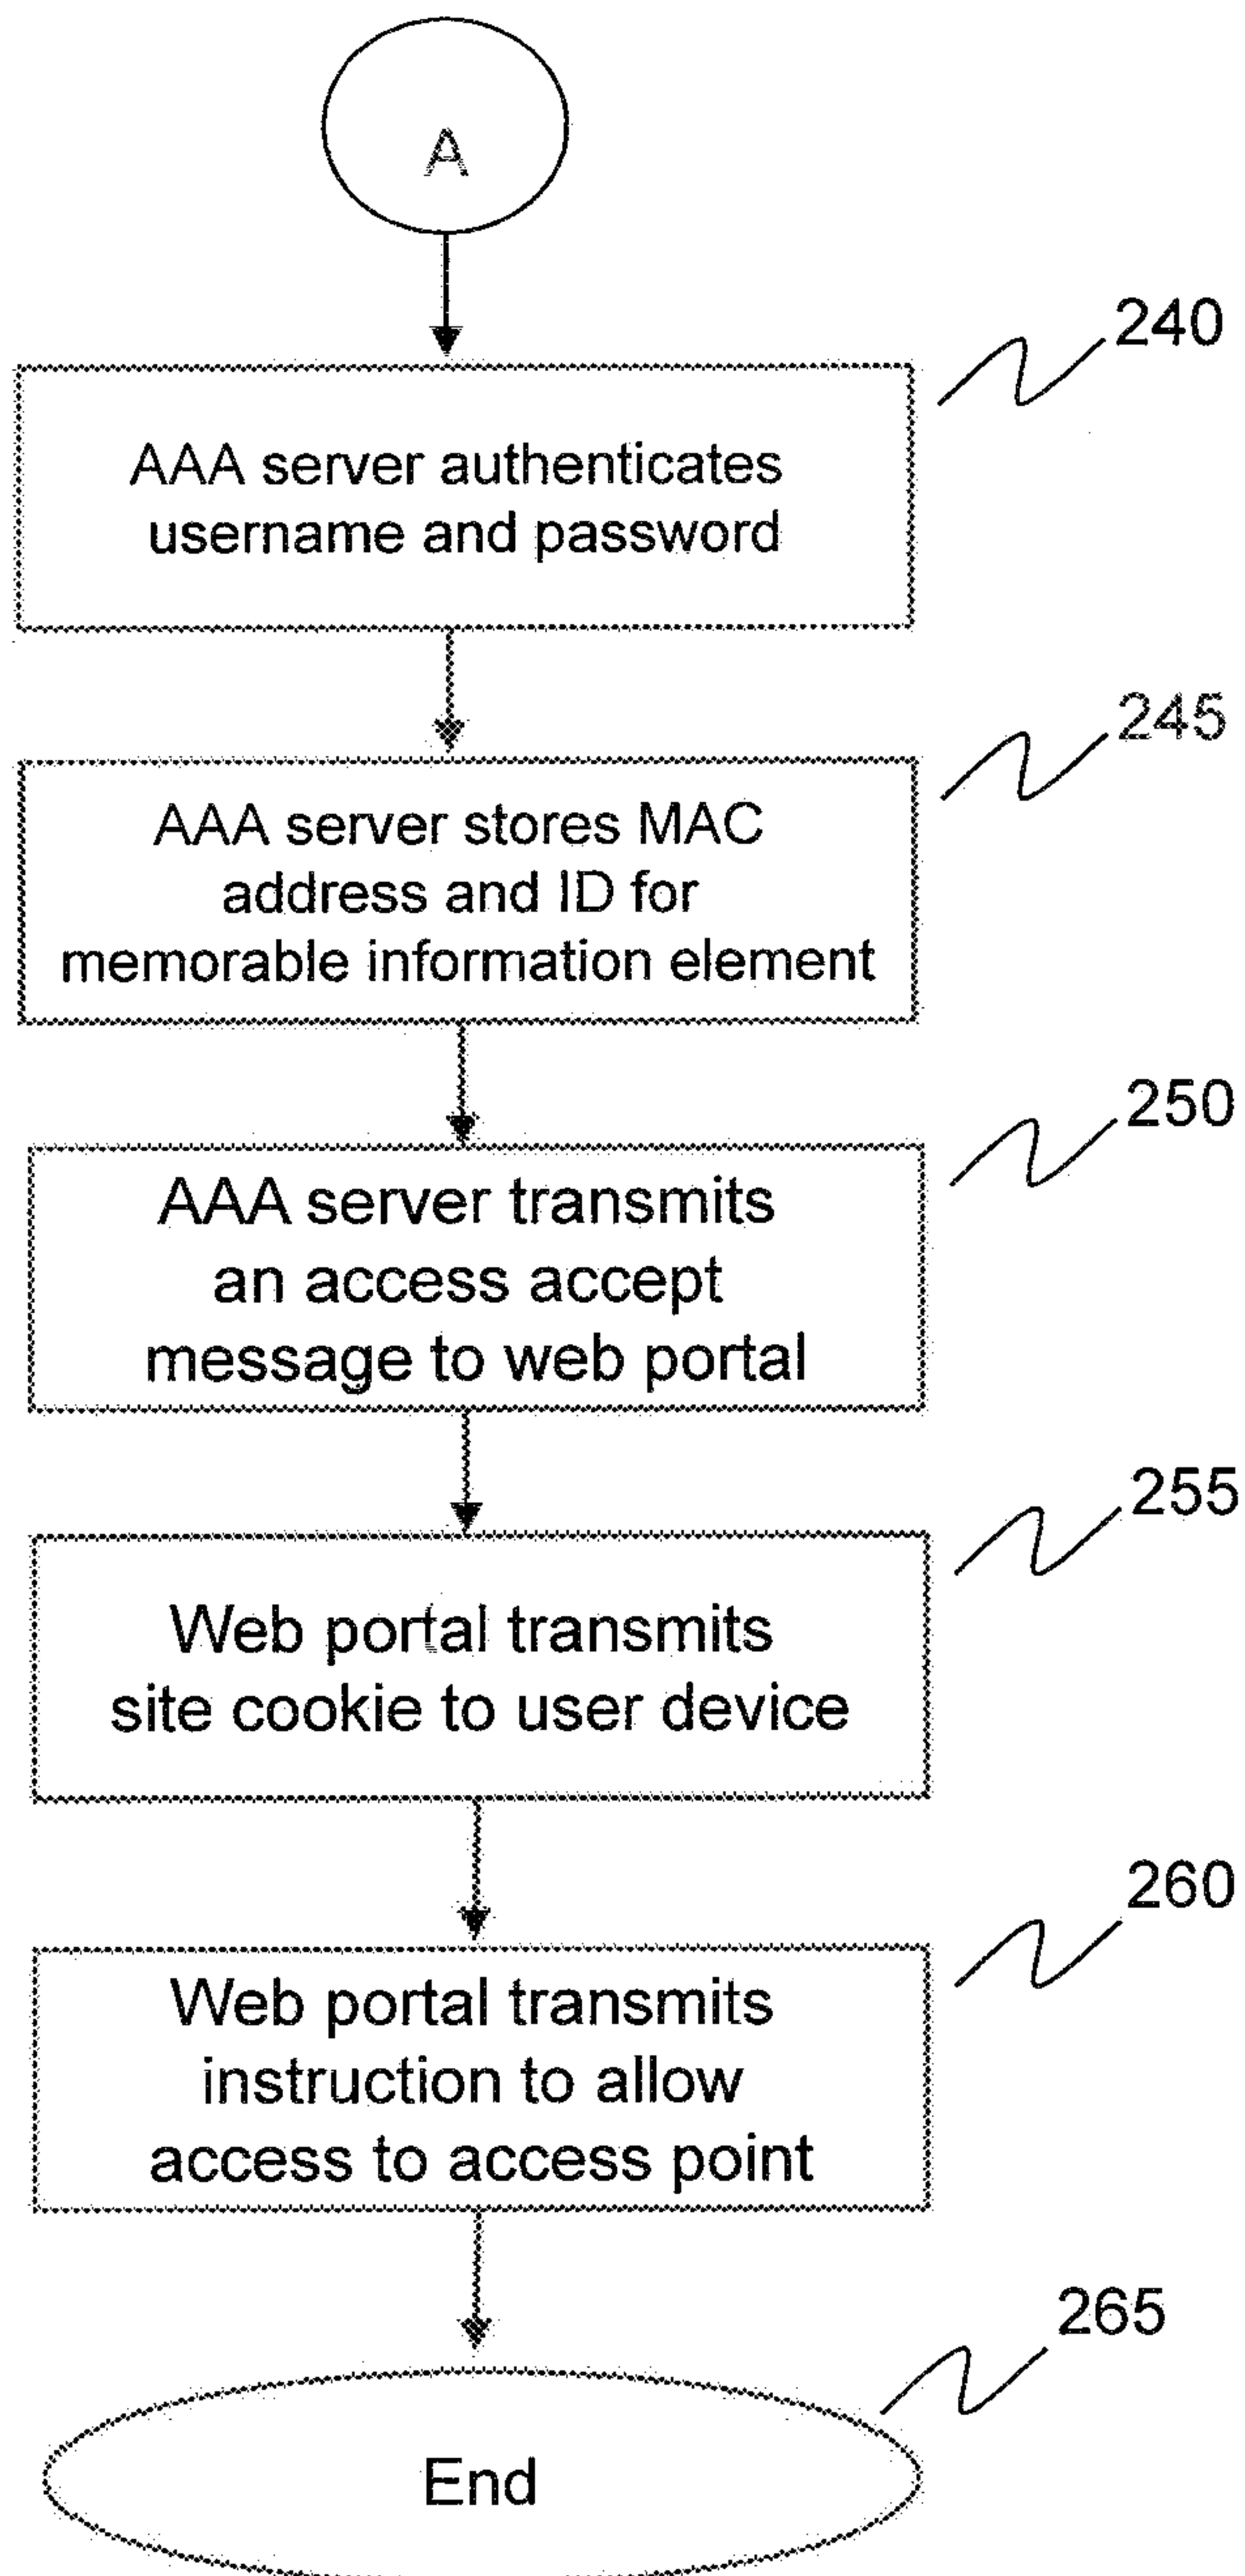 A
240
AAA server authenticates
username and password
245
AAA server stores MAC
address and ID for
memorable information element
250
AAA server transmits
an access accept
message to web portal
255
Web portal transmits
site cookie to user device
260
Web portal transmits
instruction to allow
access to access point
265
End